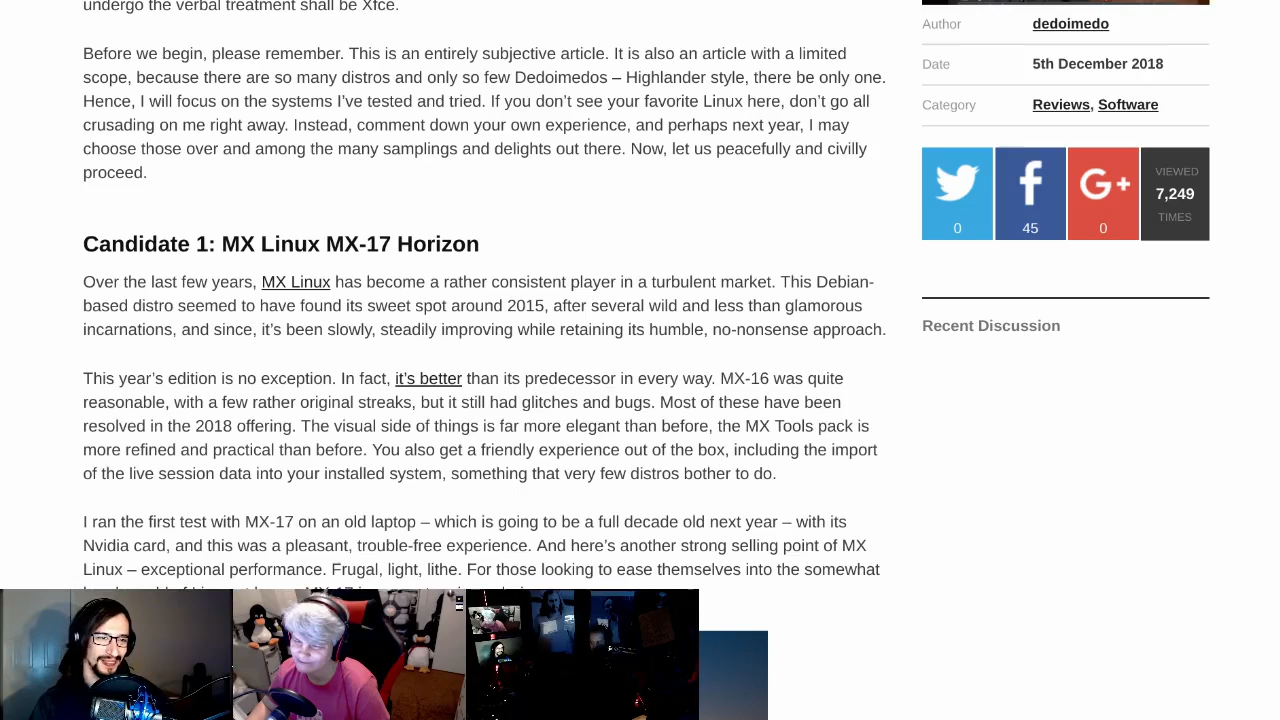 undergo the verbal treatment shall be Xfce.
Before we begin, please remember. This is an entirely subjective article. It is also an article with a limited
scope, because there are so many distros and only so few Dedoimedos – Highlander style, there be only one.
Hence, I will focus on the systems I’ve tested and tried. If you don’t see your favorite Linux here, don’t go all
crusading on me right away. Instead, comment down your own experience, and perhaps next year, I may
choose those over and among the many samplings and delights out there. Now, let us peacefully and civilly
proceed.
Candidate 1: MX Linux MX-17 Horizon
Over the last few years, MX Linux has become a rather consistent player in a turbulent market. This Debian-
based distro seemed to have found its sweet spot around 2015, after several wild and less than glamorous
incarnations, and since, it’s been slowly, steadily improving while retaining its humble, no-nonsense approach.
This year’s edition is no exception. In fact, it’s better than its predecessor in every way. MX-16 was quite
reasonable, with a few rather original streaks, but it still had glitches and bugs. Most of these have been
resolved in the 2018 offering. The visual side of things is far more elegant than before, the MX Tools pack is
more refined and practical than before. You also get a friendly experience out of the box, including the import
of the live session data into your installed system, something that very few distros bother to do.
I ran the first test with MX-17 on an old laptop – which is going to be a full decade old next year – with its
Nvidia card, and this was a pleasant, trouble-free experience. And here’s another strong selling point of MX
Linux – exceptional performance. Frugal, light, lithe. For those looking to ease themselves into the somewhat
Author dedoimedo
Date 5th December 2018
Category Reviews, Software
0
45
G+ 0
VIEWED
7,249
TIMES
Recent Discussion